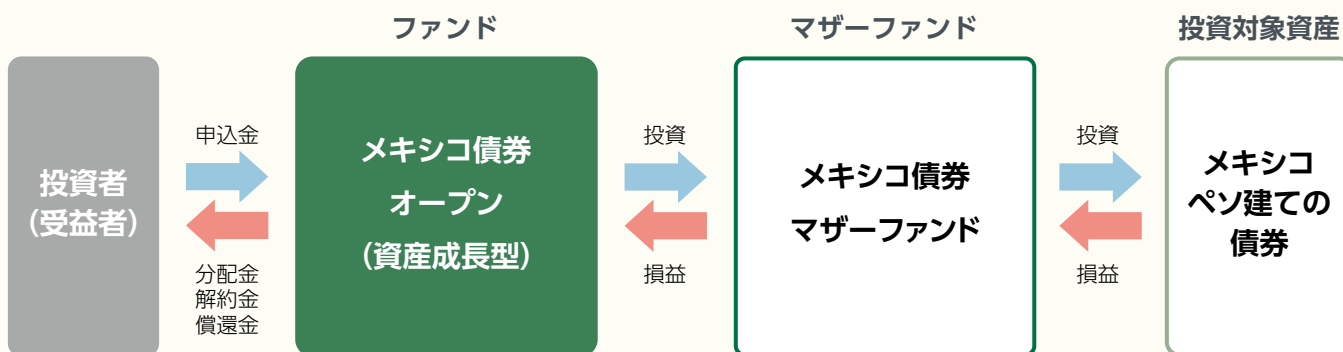 ファンド
マザーファンド
投資対象資産
投資者
(受益者)
申込金
分配金
解約金
償還金
メキシコ債券
オープン
(資産成長型)
投資
損益
メキシコ債券
マザーファンド
投資
損益
メキシコ
ペソ建ての
債券